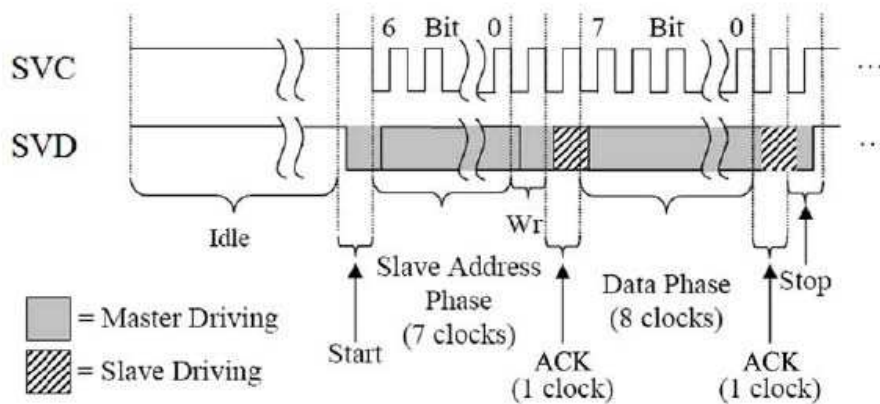 6 Bit 0 7 Bit 0
SVC ...
SVD ...
Idle
Wr
Slave Address
Phase
(7 clocks)
Data Phase
(8 clocks)
Stop
= Master Driving
Start
ACK
(1 clock)
ACK
(1 clock)
= Slave Driving